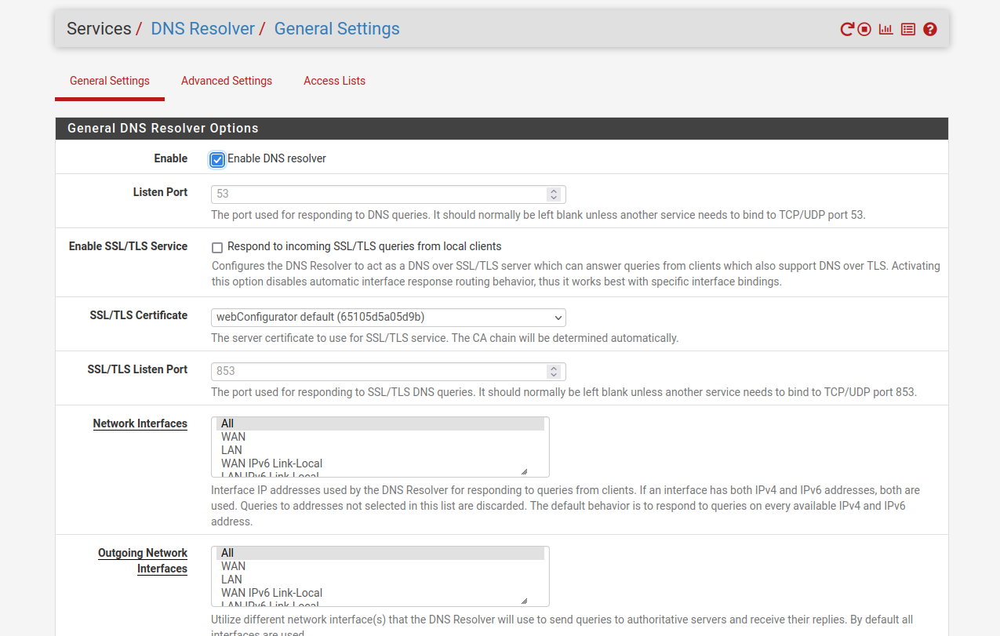 Services / DNS Resolver / General Settings
General Settings Advanced Settings Access Lists
General DNS Resolver Options
Enable Enable DNS resolver
Listen Port 53
The port used for responding to DNS queries. It should normally be left blank unless another service needs to bind to TCP/UDP port 53.
Enable SSL/TLS Service Respond to incoming SSL/TLS queries from local clients
Configures the DNS Resolver to act as a DNS over SSL/TLS server which can answer queries from clients which also support DNS over TLS. Activating
this option disables automatic interface response routing behavior, thus it works best with specific interface bindings.
SSL/TLS Certificate webConfigurator default (65105d5a05d9b)
The server certificate to use for SSL/TLS service. The CA chain will be determined automatically.
SSL/TLS Listen Port 853
The port used for responding to SSL/TLS DNS queries. It should normally be left blank unless another service needs to bind to TCP/UDP port 853.
Network Interfaces All
WAN
LAN
WAN IPv6 Link-Local
LAN IPv6 Link-Local
Interface IP addresses used by the DNS Resolver for responding to queries from clients. If an interface has both IPv4 and IPv6 addresses, both are
used. Queries to addresses not selected in this list are discarded. The default behavior is to respond to queries on every available IPv4 and IPv6
address.
Outgoing Network All
Interfaces WAN
LAN
WAN IPv6 Link-Local
LAN IPv6 Link-Local
Utilize different network interface(s) that the DNS Resolver will use to send queries to authoritative servers and receive their replies. By default all
interfaces are used.